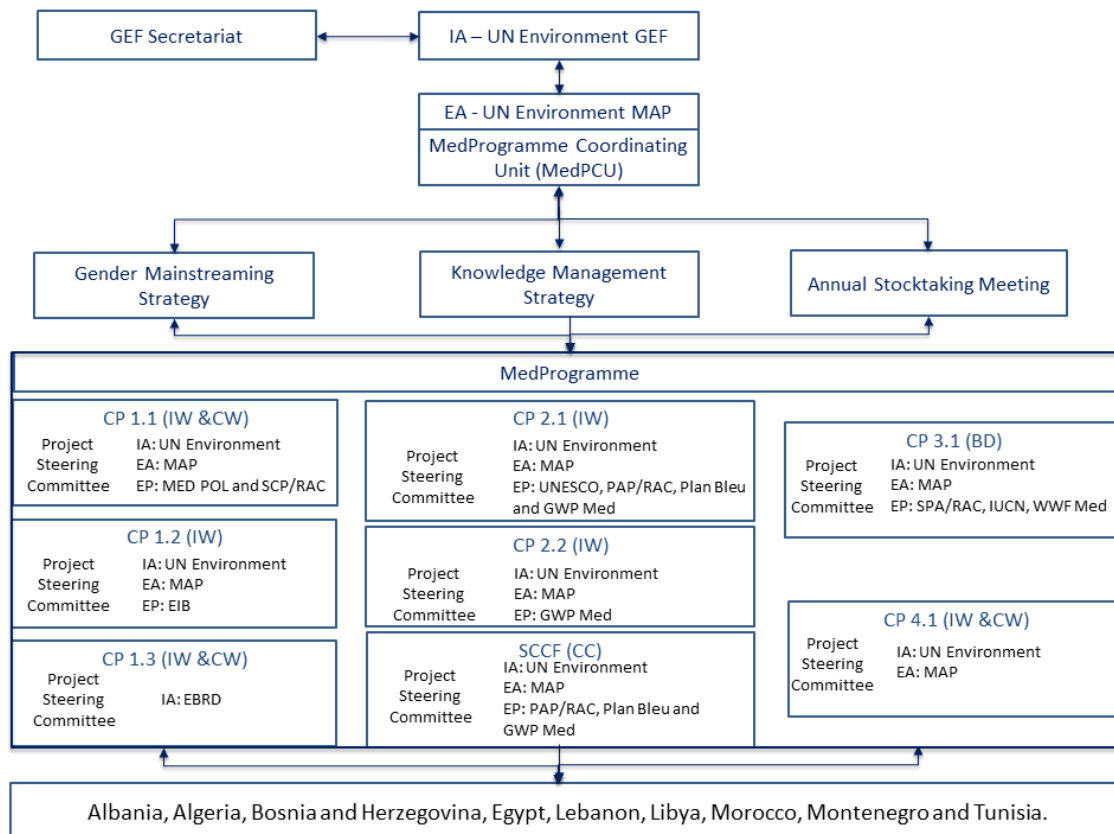 GEF Secretariat
IA – UN Environment GEF
EA - UN Environment MAP
MedProgramme Coordinating
Unit (MedPCU)
Gender Mainstreaming
Strategy
Knowledge Management
Strategy
Annual Stocktaking Meeting
MedProgramme
CP 1.1 (IW &CW)
Project
Steering
Committee
IA: UN Environment
EA: MAP
EP: MED POL and SCP/RAC
CP 1.2 (IW)
Project
Steering
Committee
IA: UN Environment
EA: MAP
EP: EIB
CP 1.3 (IW &CW)
Project
Steering
Committee
IA: EBRD
CP 2.1 (IW)
Project
Steering
Committee
IA: UN Environment
EA: MAP
EP: UNESCO, PAP/RAC, Plan Bleu
and GWP Med
CP 2.2 (IW)
Project
Steering
Committee
IA: UN Environment
EA: MAP
EP: GWP Med
SCCF (CC)
Project
Steering
Committee
IA: UN Environment
EA: MAP
EP: PAP/RAC, Plan Bleu and
GWP Med
CP 3.1 (BD)
Project
Steering
Committee
IA: UN Environment
EA: MAP
EP: SPA/RAC, IUCN, WWF Med
CP 4.1 (IW &CW)
Project
Steering
Committee
IA: UN Environment
EA: MAP
Albania, Algeria, Bosnia and Herzegovina, Egypt, Lebanon, Libya, Morocco, Montenegro and Tunisia.